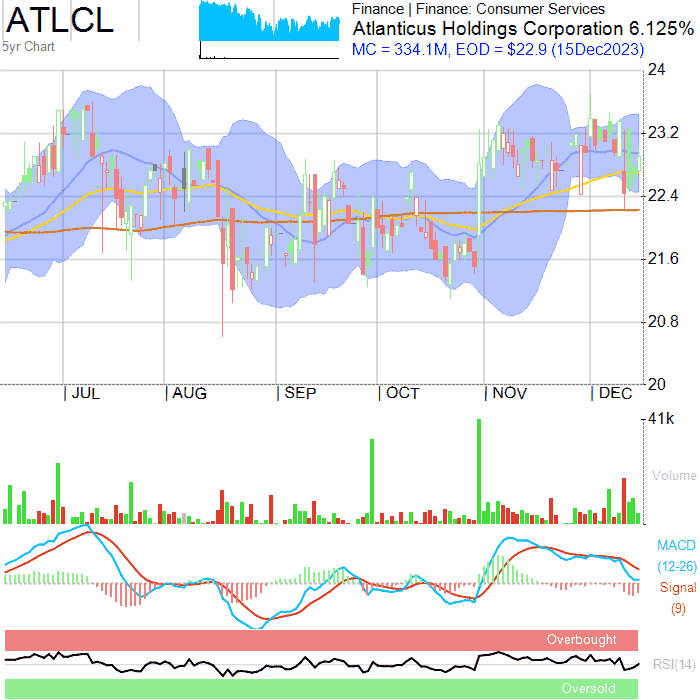 ATLCL
5yr Chart
Finance | Finance: Consumer Services
Atlanticus Holdings Corporation 6.125%
MC = 334.1M, EOD = $22.9 (15Dec2023)
24
23.2
22.4
21.6
20.8
20
| JUL | AUG | SEP | OCT | NOV | DEC
41k
Volume
MACD
(12-26)
Signal
(9)
Overbought
RSI(14)
Oversold